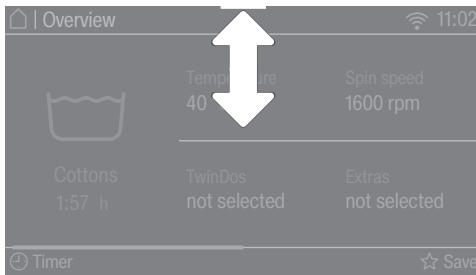 Overview 11:02
Temperature Spin speed
40 1600 rpm
Cottons TwinDos Extras
1:57 h not selected not selected
Timer Save